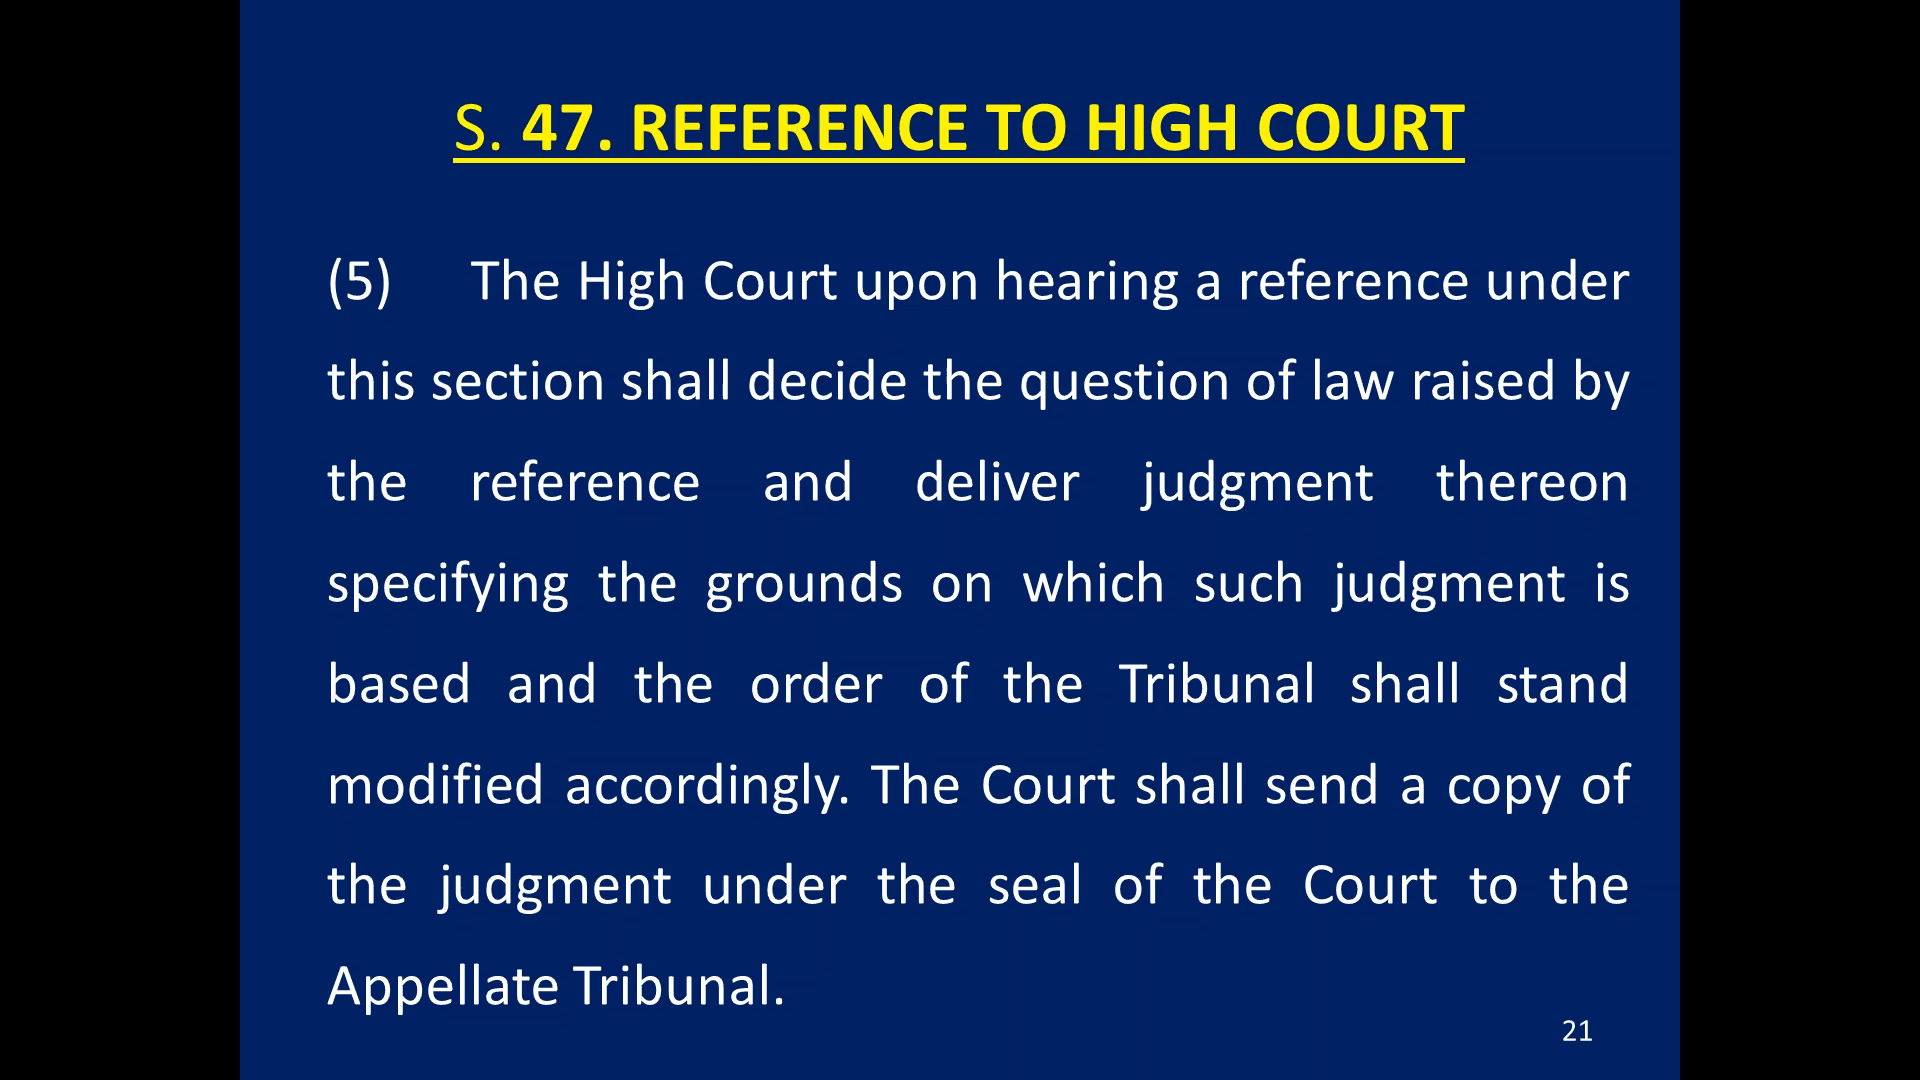 S. 47. REFERENCE TO HIGH COURT
(5) The High Court upon hearing a reference under
this section shall decide the question of law raised by
the reference and deliver judgment thereon
specifying the grounds on which such judgment is
based and the order of the Tribunal shall stand
modified accordingly. The Court shall send a copy of
the judgment under the seal of the Court to the
Appellate Tribunal.
21